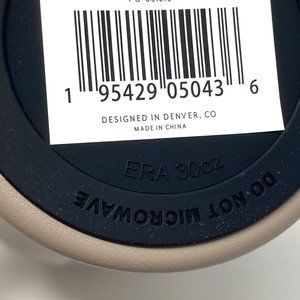 1 95429 05043 6
DESIGNED IN DENVER, CO
MADE IN CHINA
ERA 30oz
DO NOT MICROWAVE